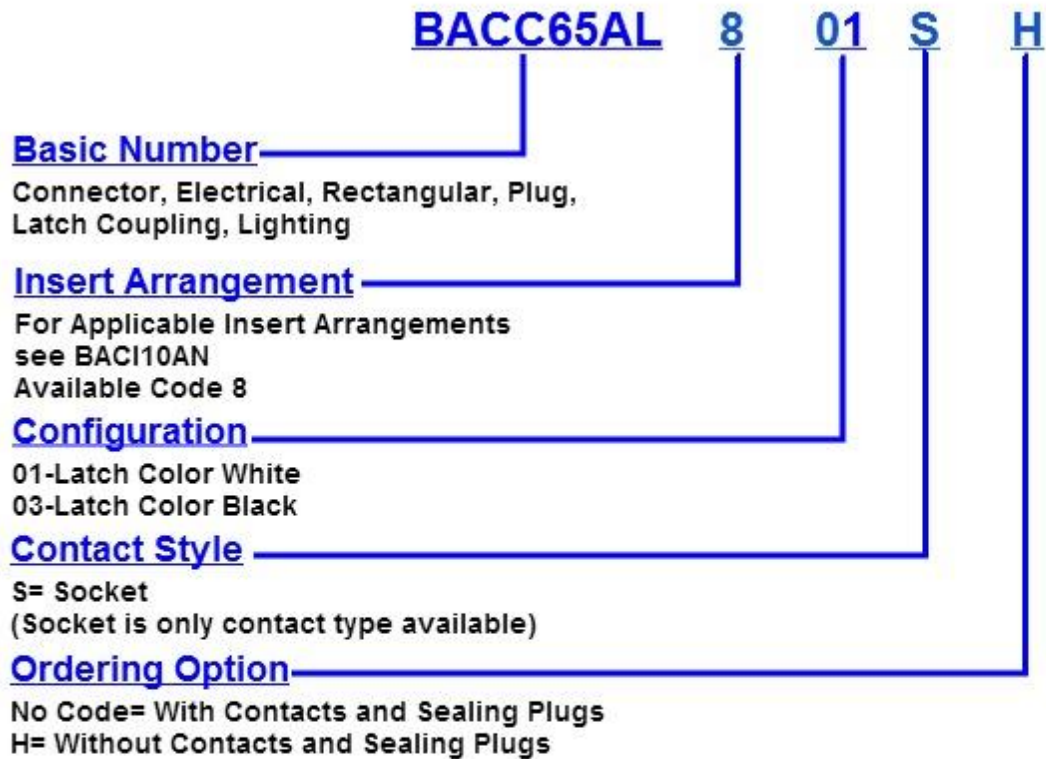 BACC65AL 8 01 S H
Basic Number
Connector, Electrical, Rectangular, Plug,
Latch Coupling, Lighting
Insert Arrangement
For Applicable Insert Arrangements
see BACI10AN
Available Code 8
Configuration
01-Latch Color White
03-Latch Color Black
Contact Style
S= Socket
(Socket is only contact type available)
Ordering Option
No Code= With Contacts and Sealing Plugs
H= Without Contacts and Sealing Plugs